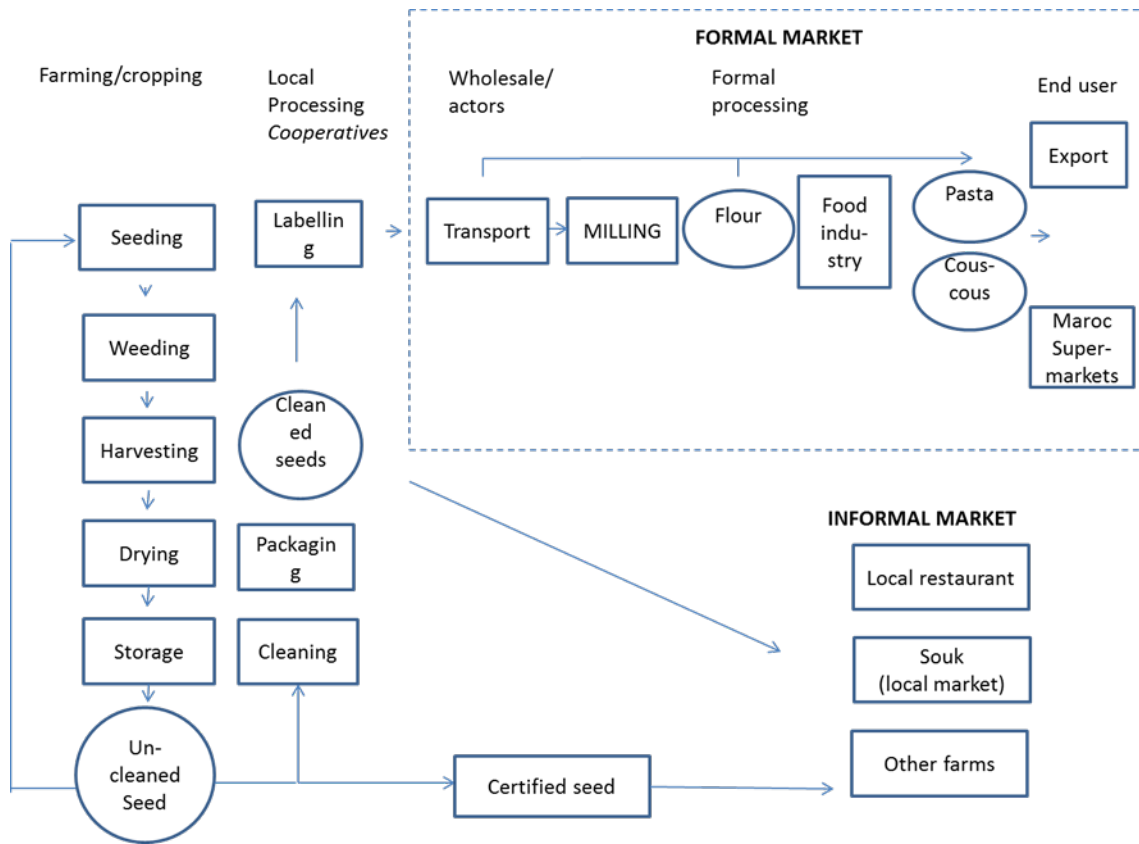 FORMAL MARKET
Farming/cropping
Local
Processing
Cooperatives
Wholesale/
actors
Formal
processing
End user
Export
Seeding
Labellin
g
Transport
MILLING
Flour
Food
indu-
stry
Pasta
Cous-
cous
Maroc
Super-
markets
Weeding
Harvesting
Clean
ed
seeds
Drying
Packagin
g
Storage
Cleaning
Un-
cleaned
Seed
Certified seed
INFORMAL MARKET
Local restaurant
Souk
(local market)
Other farms